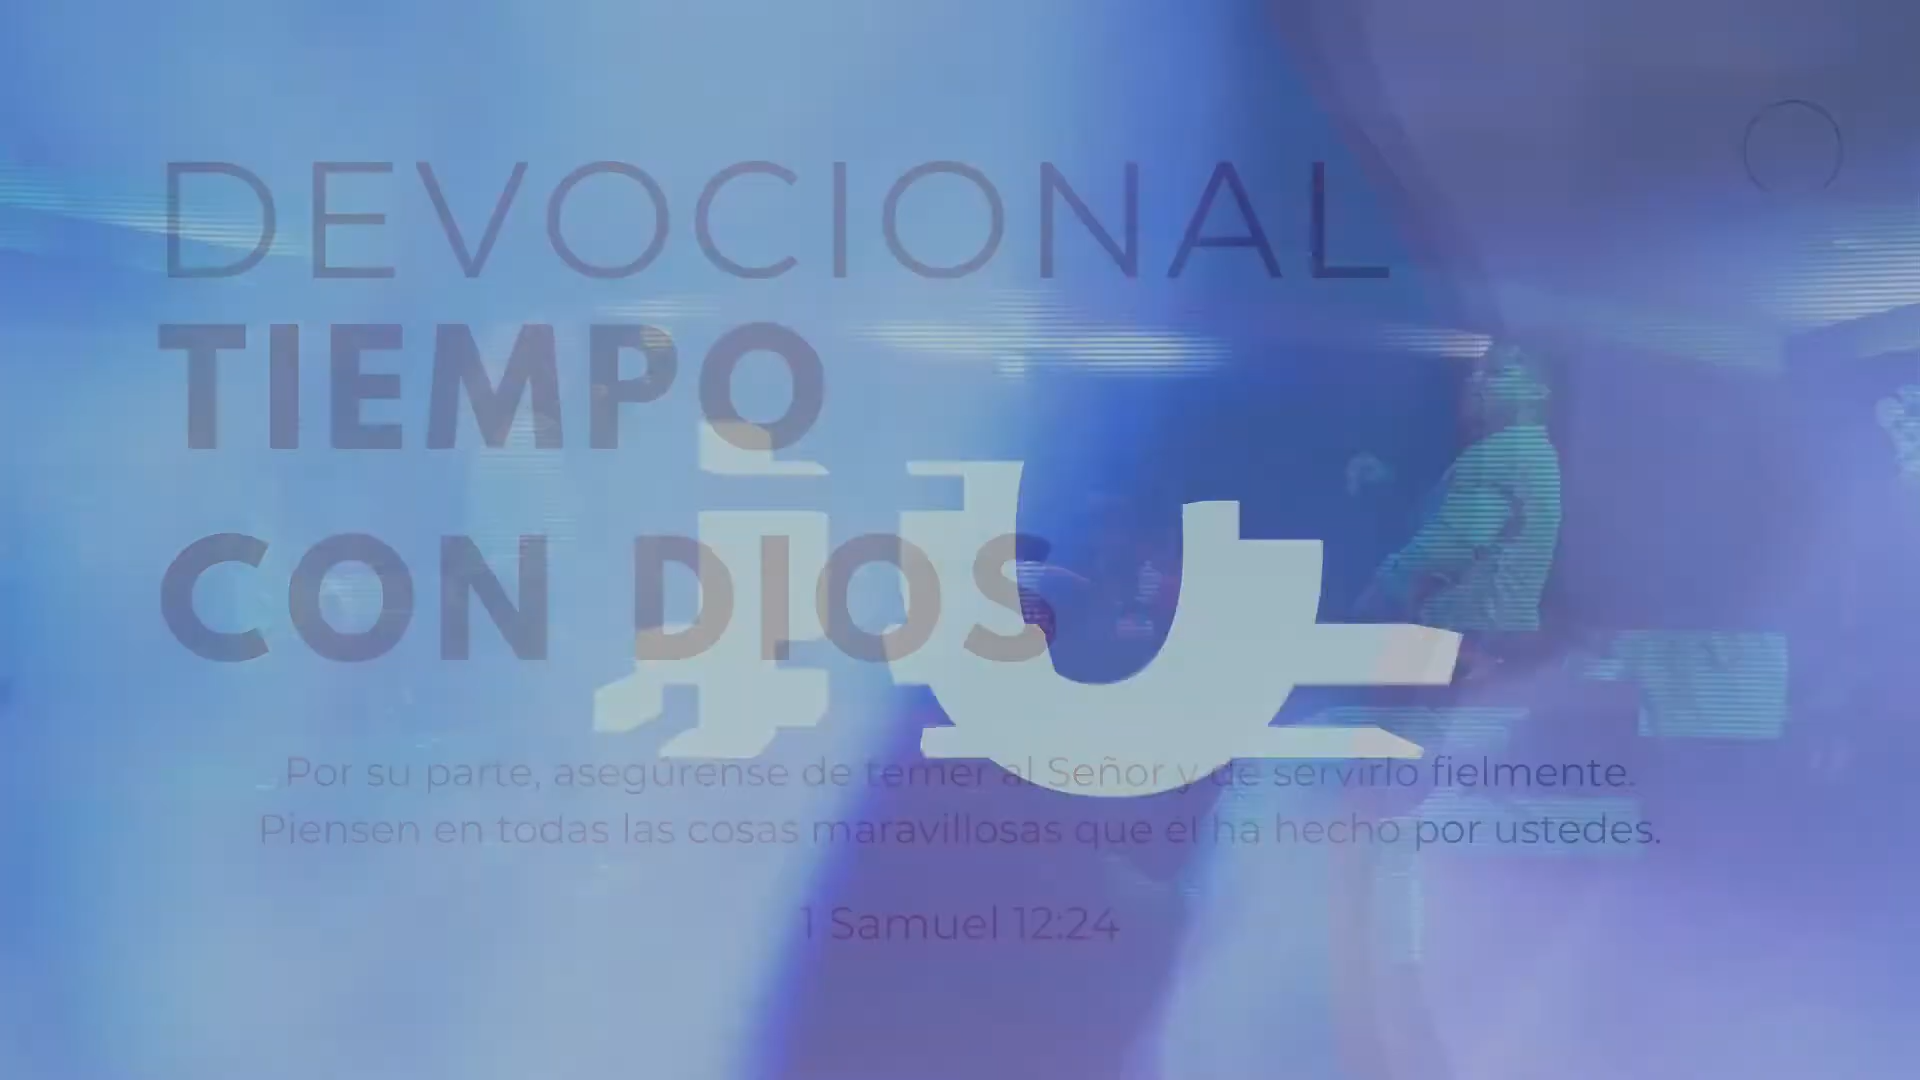 DEVOCIONAL
TIEMPO
CON DIOS
Por su parte, asegúrense de temer al Señor y de servirlo fielmente.
Piensen en todas las cosas maravillosas que el ha hecho por ustedes.
1 Samuel 12:24